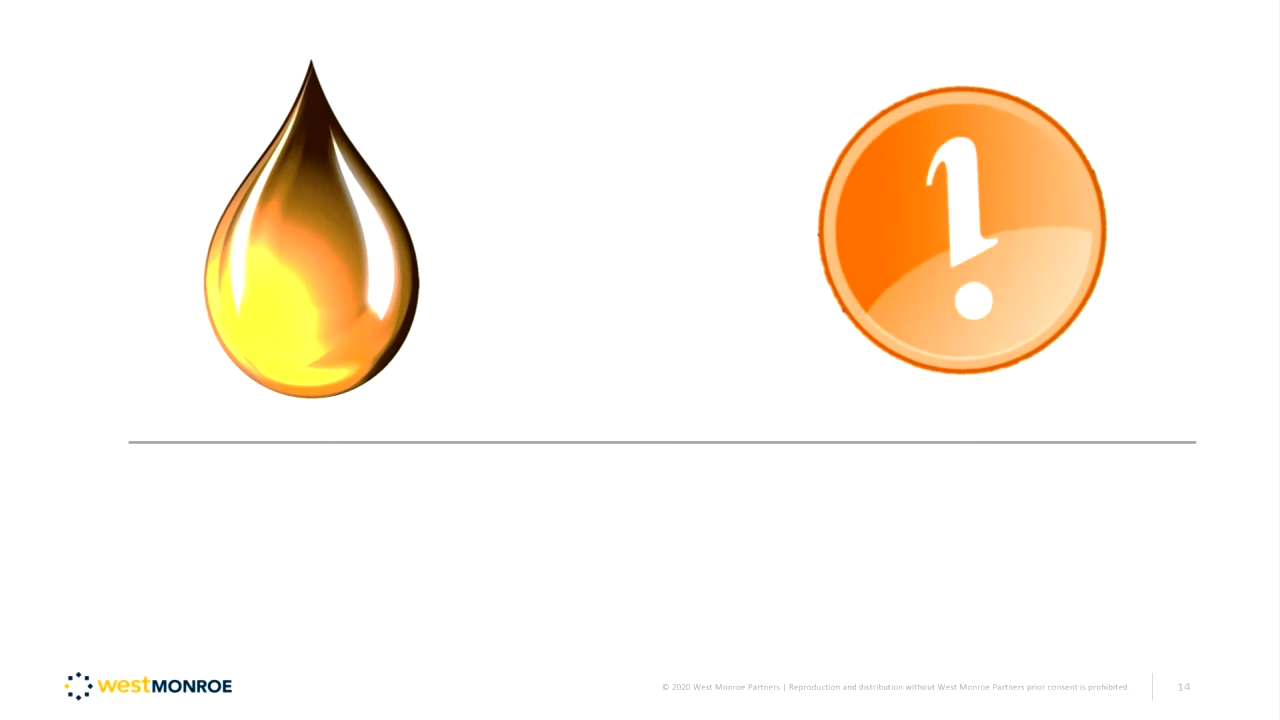 westMONROE
© 2020 West Monroe Partners | Reproduction and distribution without West Monroe Partners prior consent is prohibited.
14